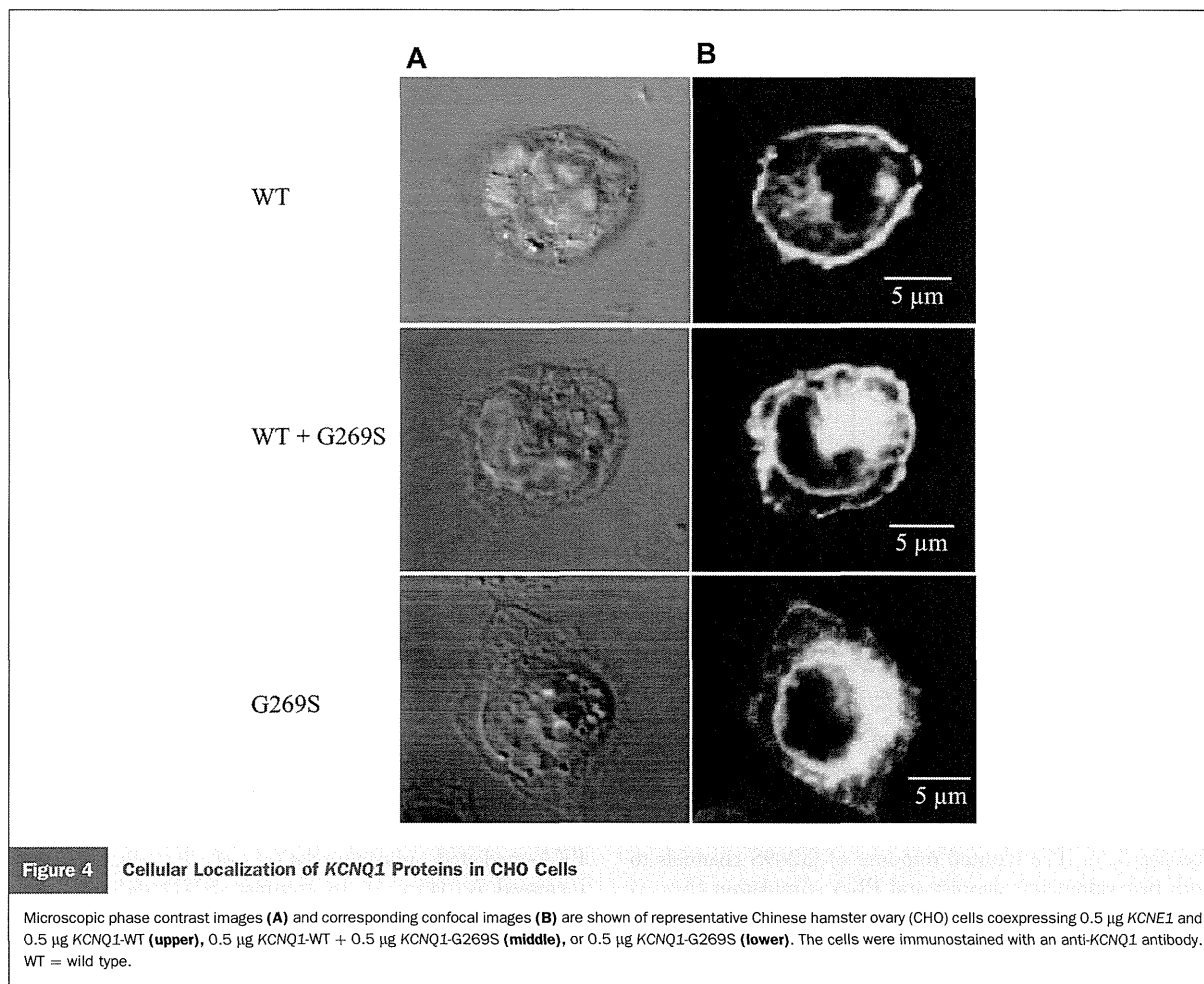 A
B
WT
5 µm
WT + G269S
5 µm
G269S
5 µm
Figure 4 Cellular Localization of KCNQ1 Proteins in CHO Cells
Microscopic phase contrast images (A) and corresponding confocal images (B) are shown of representative Chinese hamster ovary (CHO) cells coexpressing 0.5 µg KCNE1 and
0.5 µg KCNQ1-WT (upper), 0.5 µg KCNQ1-WT + 0.5 µg KCNQ1-G269S (middle), or 0.5 µg KCNQ1-G269S (lower). The cells were immunostained with an anti-KCNQ1 antibody.
WT = wild type.